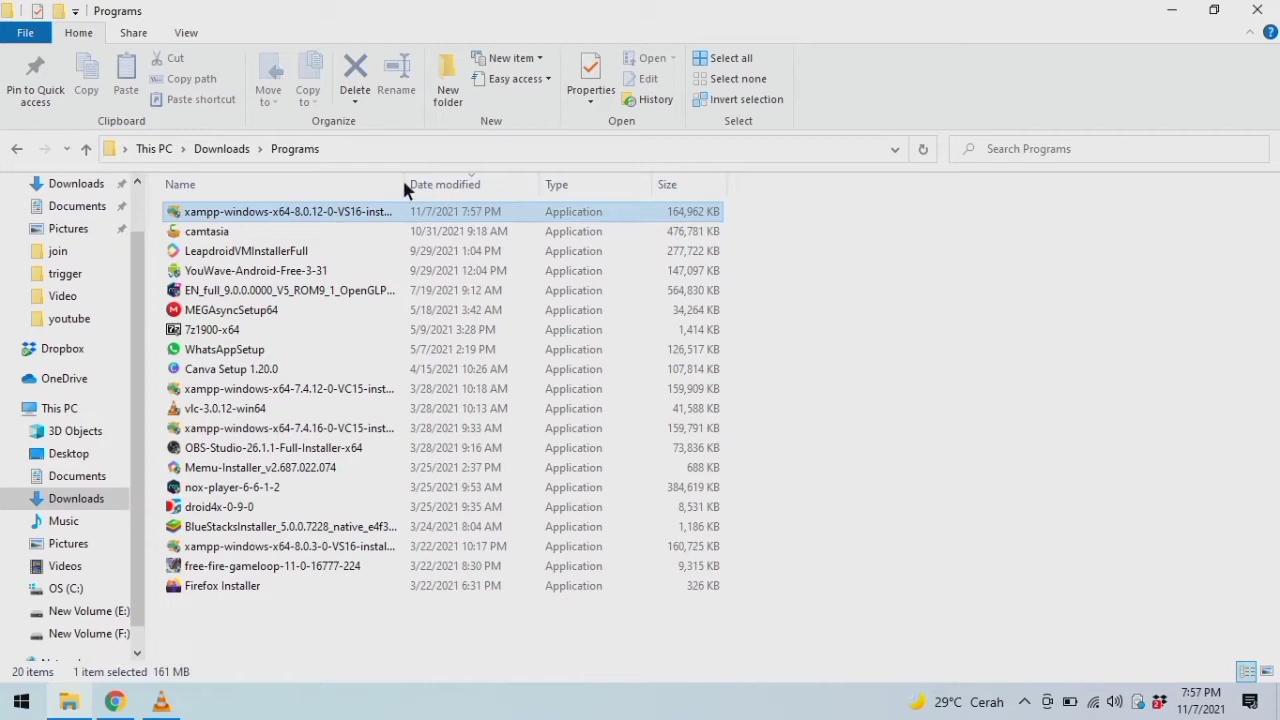 Programs
File Home Share View
Pin to Quick access
Copy
Paste
Cut
Copy path
Paste shortcut
Clipboard
Move to
Copy to
Delete
Rename
Organize
New folder
New item
Easy access
New
Properties
Open
Edit
History
Open
Select all
Select none
Invert selection
Select
This PC > Downloads > Programs
Search Programs
Downloads
Documents
Pictures
join
trigger
Video
youtube
Dropbox
OneDrive
This PC
3D Objects
Desktop
Documents
Downloads
Music
Pictures
Videos
OS (C:)
New Volume (E:)
New Volume (F:)
Name Date modified Type Size
xampp-windows-x64-8.0.12-0-VS16-inst... 11/7/2021 7:57 PM Application 164,962 KB
camtasia 10/31/2021 9:18 AM Application 476,781 KB
LeapdroidVMInstallerFull 9/29/2021 1:04 PM Application 277,722 KB
YouWave-Android-Free-3-31 9/29/2021 12:04 PM Application 147,097 KB
EN_full_9.0.0.0000_V5_ROM9_1_OpenGLP... 7/19/2021 9:12 AM Application 564,830 KB
MEGAsyncSetup64 5/18/2021 3:42 AM Application 34,264 KB
7z1900-x64 5/9/2021 3:28 PM Application 1,414 KB
WhatsAppSetup 5/7/2021 2:19 PM Application 126,517 KB
Canva Setup 1.20.0 4/15/2021 10:26 AM Application 107,814 KB
xampp-windows-x64-7.4.12-0-VC15-inst... 3/28/2021 10:18 AM Application 159,909 KB
vlc-3.0.12-win64 3/28/2021 10:13 AM Application 41,588 KB
xampp-windows-x64-7.4.16-0-VC15-inst... 3/28/2021 9:33 AM Application 159,791 KB
OBS-Studio-26.1.1-Full-Installer-x64 3/28/2021 9:16 AM Application 73,836 KB
Memu-Installer_v2.687.022.074 3/25/2021 2:37 PM Application 688 KB
nox-player-6-6-1-2 3/25/2021 9:53 AM Application 384,619 KB
droid4x-0-9-0 3/25/2021 9:35 AM Application 8,531 KB
BlueStacksInstaller_5.0.0.7228_native_e4f3... 3/24/2021 8:04 AM Application 1,186 KB
xampp-windows-x64-8.0.3-0-VS16-instal... 3/22/2021 10:17 PM Application 160,725 KB
free-fire-gameloop-11-0-16777-224 3/22/2021 8:30 PM Application 9,315 KB
Firefox Installer 3/22/2021 6:31 PM Application 326 KB
20 items 1 item selected 161 MB
29°C Cerah
7:57 PM
11/7/2021